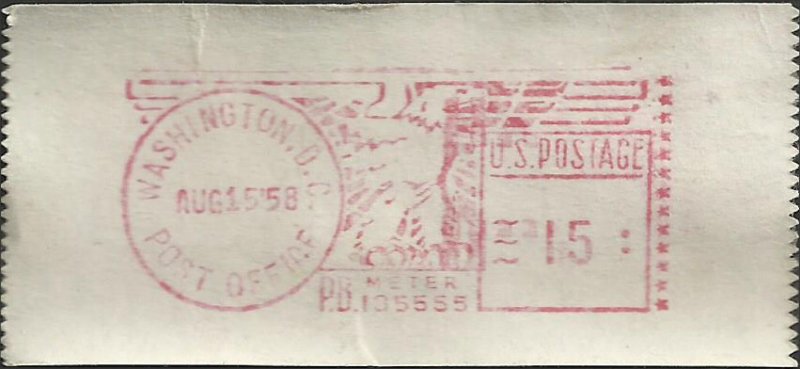 WASHINGTON, D.C.
AUG 15 '58
POST OFFICE
P.B. METER
135555
U.S. POSTAGE
15